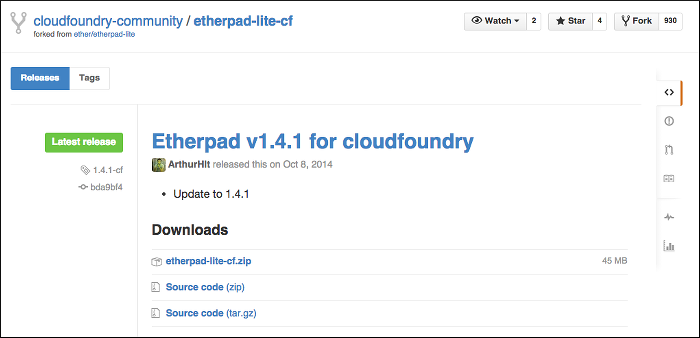 cloudfoundry-community / etherpad-lite-cf
forked from ether/etherpad-lite
Watch 2
Star 4
Fork 930
Releases
Tags
Latest release
1.4.1-cf
bda9bf4
Etherpad v1.4.1 for cloudfoundry
ArthurHlt released this on Oct 8, 2014
• Update to 1.4.1
Downloads
etherpad-lite-cf.zip 45 MB
Source code (zip)
Source code (tar.gz)